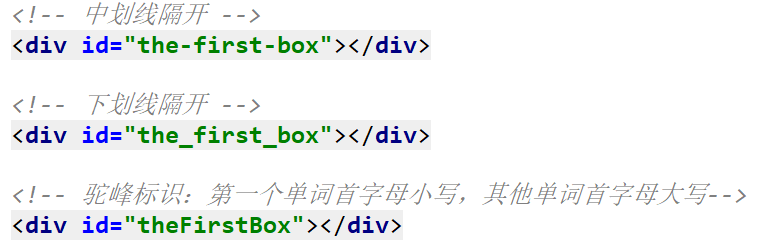 <!-- 中划线隔开 -->
<div id="the-first-box"></div>
<!-- 下划线隔开 -->
<div id="the_first_box"></div>
<!-- 驼峰标识：第一个单词首字母小写，其他单词首字母大写-->
<div id="theFirstBox"></div>